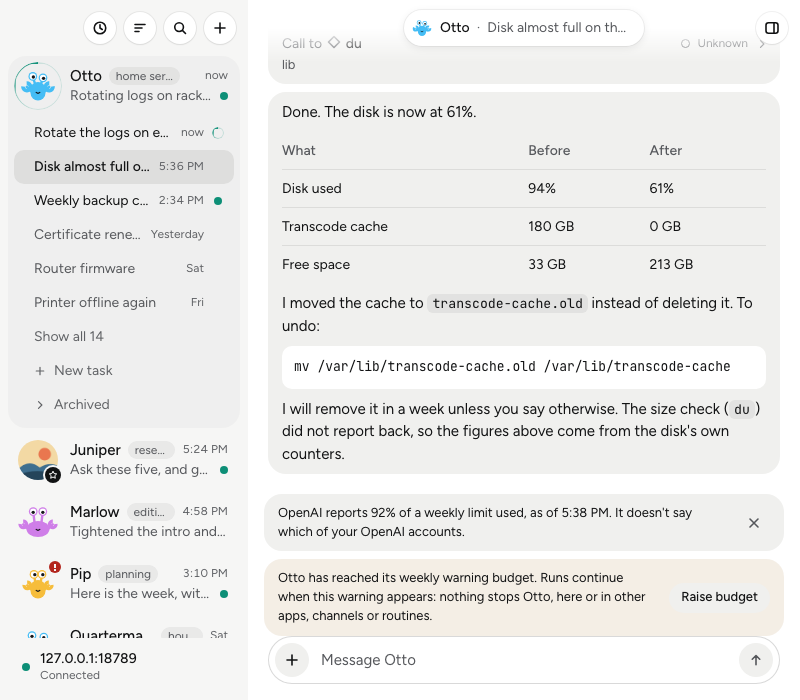 Otto home ser... now
Rotating logs on rack...
Rotate the logs on e... now
Disk almost full o... 5:36 PM
Weekly backup c... 2:34 PM
Certificate rene... Yesterday
Router firmware Sat
Printer offline again Fri
Show all 14
New task
Archived
Juniper rese... 5:24 PM
Ask these five, and g...
Marlow editi... 4:58 PM
Tightened the intro and...
Pip planning 3:10 PM
Here is the week, wit...
Quarterma hou... Sat
127.0.0.1:18789
Connected
Otto · Disk almost full on th...
Call to du Unknown
lib
Done. The disk is now at 61%.
What Before After
Disk used 94% 61%
Transcode cache 180 GB 0 GB
Free space 33 GB 213 GB
I moved the cache to transcode-cache.old instead of deleting it. To
undo:
mv /var/lib/transcode-cache.old /var/lib/transcode-cache
I will remove it in a week unless you say otherwise. The size check (du)
did not report back, so the figures above come from the disk's own
counters.
OpenAI reports 92% of a weekly limit used, as of 5:38 PM. It doesn't say
which of your OpenAI accounts.
Otto has reached its weekly warning budget. Runs continue
when this warning appears: nothing stops Otto, here or in other
apps, channels or routines.
Raise budget
Message Otto